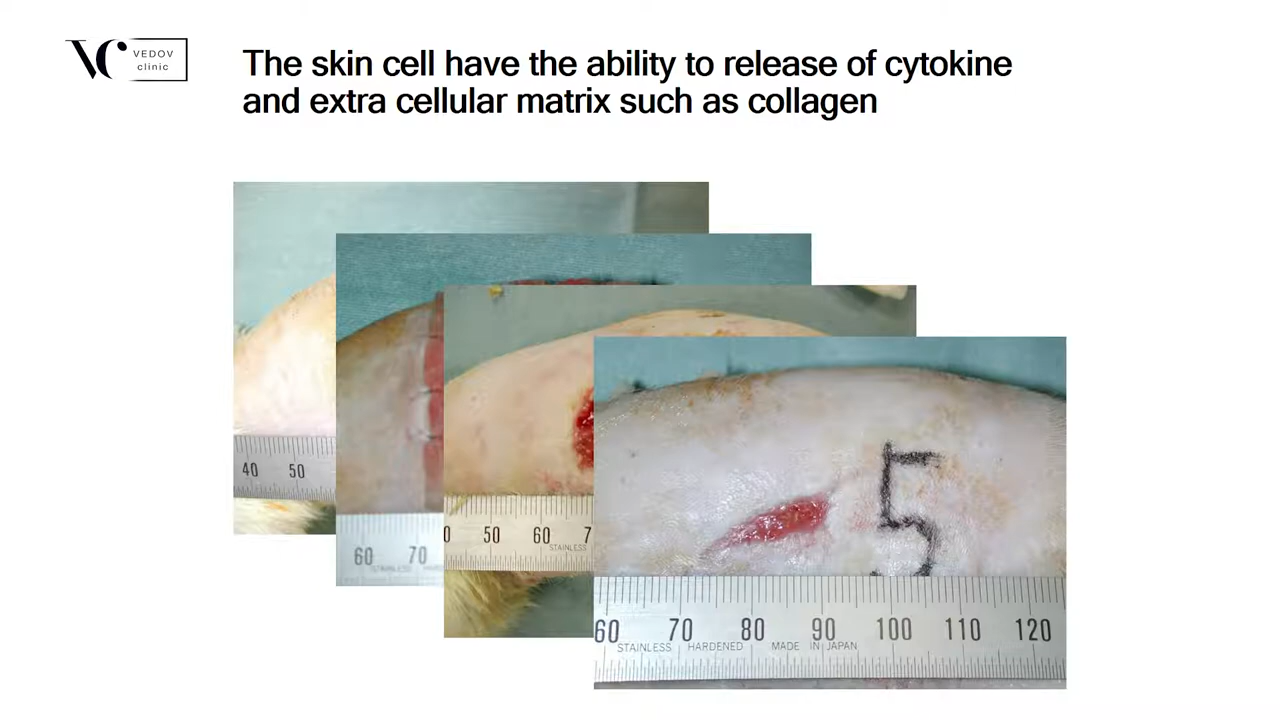 VC VEDOV
clinic
The skin cell have the ability to release of cytokine
and extra cellular matrix such as collagen
40 50
60 70
50 60 7
STAINLESS
5
60 70 80 90 100 110 120
STAINLESS HARDENED MADE IN JAPAN